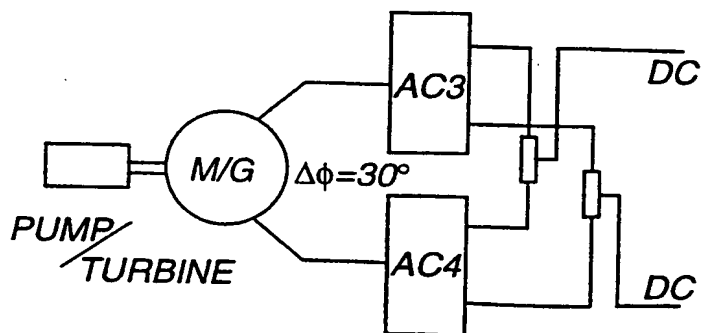 AC3
DC
M/G
Δϕ=30°
PUMP/
TURBINE
AC4
DC